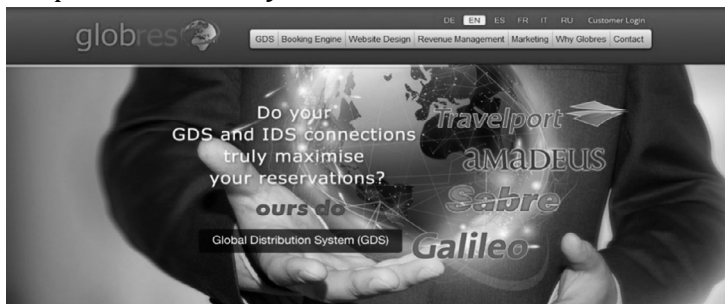 DE EN ES FR IT RU Customer Login
globres
GDS Booking Engine Website Design Revenue Management Marketing Why Globres Contact
Do your
GDS and IDS connections
truly maximise
your reservations?
ours do
Global Distribution System (GDS)
Travelport
AMADEUS
Sabre
Galileo